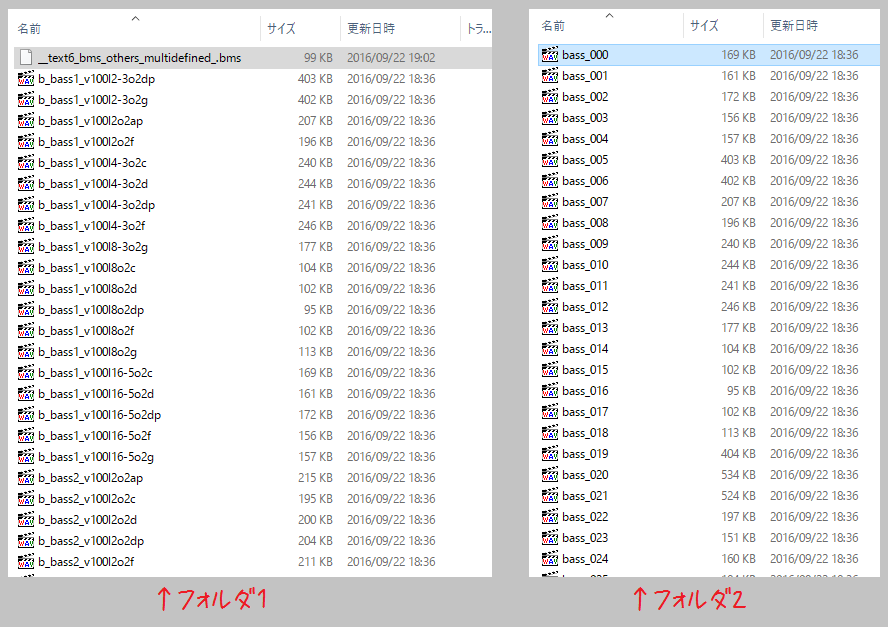 名前 サイズ 更新日時 トラ...
__text6_bms_others_multidefined_.bms 99 KB 2016/09/22 19:02
b_bass1_v100l2-3o2dp 403 KB 2016/09/22 18:36
b_bass1_v100l2-3o2g 402 KB 2016/09/22 18:36
b_bass1_v100l2o2ap 207 KB 2016/09/22 18:36
b_bass1_v100l2o2f 196 KB 2016/09/22 18:36
b_bass1_v100l4-3o2c 240 KB 2016/09/22 18:36
b_bass1_v100l4-3o2d 244 KB 2016/09/22 18:36
b_bass1_v100l4-3o2dp 241 KB 2016/09/22 18:36
b_bass1_v100l4-3o2f 246 KB 2016/09/22 18:36
b_bass1_v100l8-3o2g 177 KB 2016/09/22 18:36
b_bass1_v100l8o2c 104 KB 2016/09/22 18:36
b_bass1_v100l8o2d 102 KB 2016/09/22 18:36
b_bass1_v100l8o2dp 95 KB 2016/09/22 18:36
b_bass1_v100l8o2f 102 KB 2016/09/22 18:36
b_bass1_v100l8o2g 113 KB 2016/09/22 18:36
b_bass1_v100l16-5o2c 169 KB 2016/09/22 18:36
b_bass1_v100l16-5o2d 161 KB 2016/09/22 18:36
b_bass1_v100l16-5o2dp 172 KB 2016/09/22 18:36
b_bass1_v100l16-5o2f 156 KB 2016/09/22 18:36
b_bass1_v100l16-5o2g 157 KB 2016/09/22 18:36
b_bass2_v100l2o2ap 215 KB 2016/09/22 18:36
b_bass2_v100l2o2c 195 KB 2016/09/22 18:36
b_bass2_v100l2o2d 200 KB 2016/09/22 18:36
b_bass2_v100l2o2dp 204 KB 2016/09/22 18:36
b_bass2_v100l2o2f 211 KB 2016/09/22 18:36
↑フォルダ1
名前 サイズ 更新日時
bass_000 169 KB 2016/09/22 18:36
bass_001 161 KB 2016/09/22 18:36
bass_002 172 KB 2016/09/22 18:36
bass_003 156 KB 2016/09/22 18:36
bass_004 157 KB 2016/09/22 18:36
bass_005 403 KB 2016/09/22 18:36
bass_006 402 KB 2016/09/22 18:36
bass_007 207 KB 2016/09/22 18:36
bass_008 196 KB 2016/09/22 18:36
bass_009 240 KB 2016/09/22 18:36
bass_010 244 KB 2016/09/22 18:36
bass_011 241 KB 2016/09/22 18:36
bass_012 246 KB 2016/09/22 18:36
bass_013 177 KB 2016/09/22 18:36
bass_014 104 KB 2016/09/22 18:36
bass_015 102 KB 2016/09/22 18:36
bass_016 95 KB 2016/09/22 18:36
bass_017 102 KB 2016/09/22 18:36
bass_018 113 KB 2016/09/22 18:36
bass_019 404 KB 2016/09/22 18:36
bass_020 534 KB 2016/09/22 18:36
bass_021 524 KB 2016/09/22 18:36
bass_022 197 KB 2016/09/22 18:36
bass_023 151 KB 2016/09/22 18:36
bass_024 160 KB 2016/09/22 18:36
↑フォルダ2